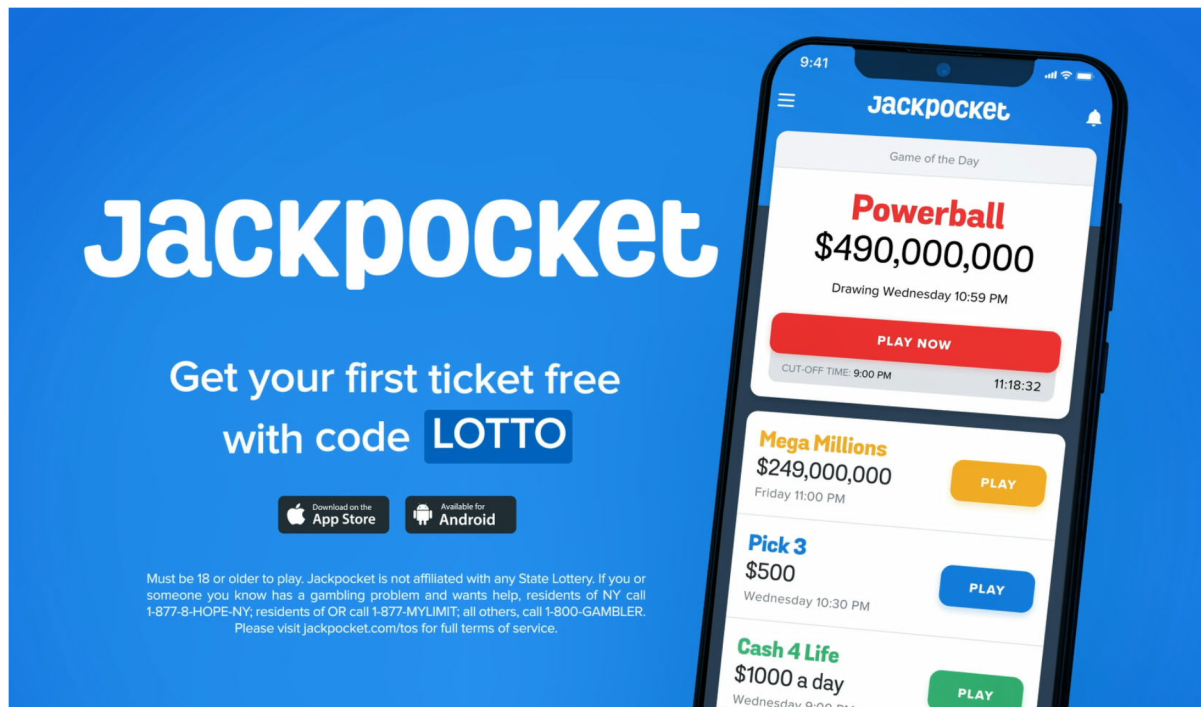 Jackpocket
Get your first ticket free
with code LOTTO
Download on the
App Store
Available for
Android
Must be 18 or older to play. Jackpocket is not affiliated with any State Lottery. If you or
someone you know has a gambling problem and wants help, residents of NY call
1-877-8-HOPE-NY; residents of OR call 1-877-MYLIMIT; all others, call 1-800-GAMBLER.
Please visit jackpocket.com/tos for full terms of service.
9:41
Jackpocket
Game of the Day
Powerball
$490,000,000
Drawing Wednesday 10:59 PM
PLAY NOW
CUT-OFF TIME: 9:00 PM 11:18:32
Mega Millions
$249,000,000
Friday 11:00 PM
PLAY
Pick 3
$500
Wednesday 10:30 PM
PLAY
Cash 4 Life
$1000 a day
Wednesday 9:00 PM
PLAY